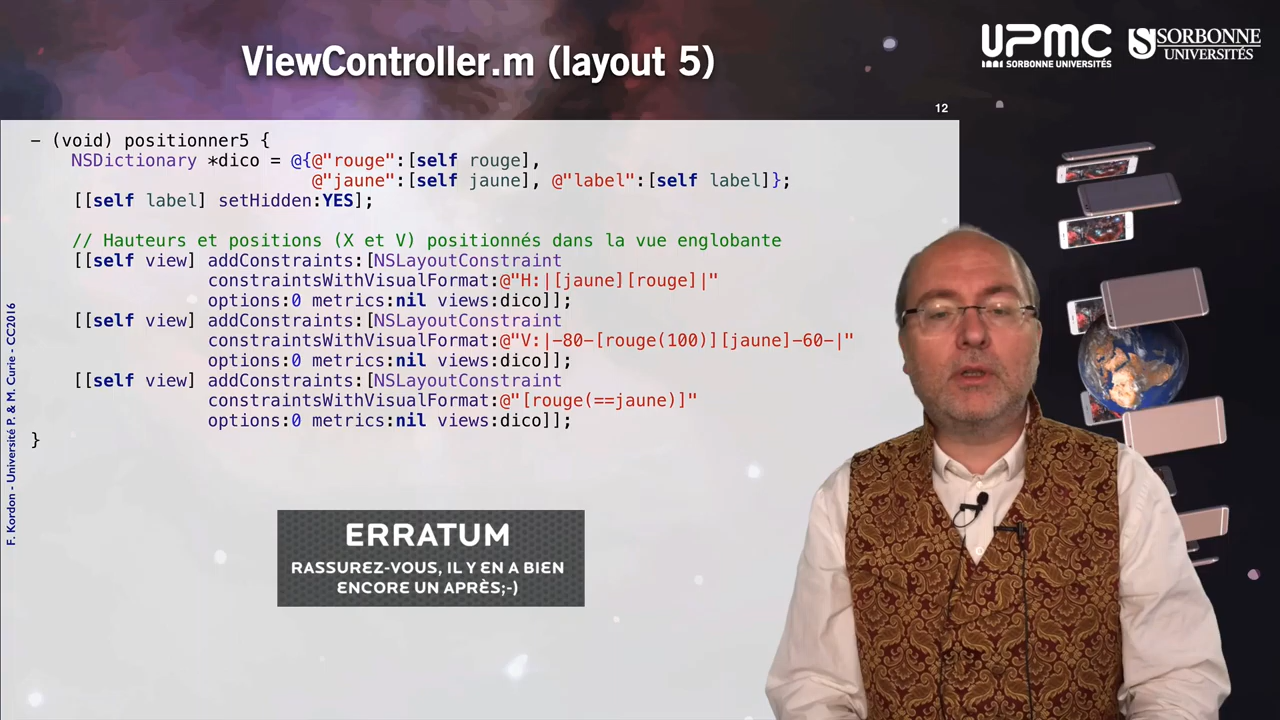 ViewController.m (layout 5)
UPMC
SORBONNE UNIVERSITÉS
S SORBONNE
UNIVERSITÉS
12
– (void) positionner5 {
NSDictionary *dico = @{@"rouge":[self rouge],
@"jaune":[self jaune], @"label":[self label]};
[[self label] setHidden:YES];
// Hauteurs et positions (X et V) positionnés dans la vue englobante
[[self view] addConstraints:[NSLayoutConstraint
constraintsWithVisualFormat:@"H:|[jaune][rouge]|"
options:0 metrics:nil views:dico]];
[[self view] addConstraints:[NSLayoutConstraint
constraintsWithVisualFormat:@"V:|-80-[rouge(100)][jaune]-60-|"
options:0 metrics:nil views:dico]];
[[self view] addConstraints:[NSLayoutConstraint
constraintsWithVisualFormat:@"[rouge(==jaune)]"
options:0 metrics:nil views:dico]];
}
F. Kordon - Université P. & M. Curie - CC2016
ERRATUM
RASSUREZ-VOUS, IL Y EN A BIEN
ENCORE UN APRÈS;-)